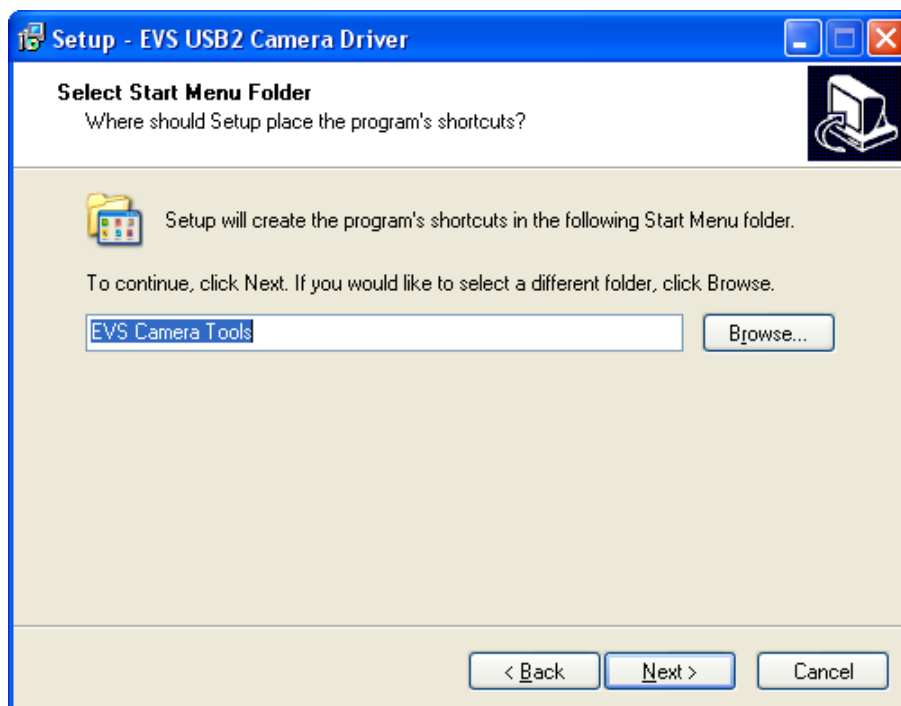 Setup - EVS USB2 Camera Driver
Select Start Menu Folder
Where should Setup place the program's shortcuts?
Setup will create the program's shortcuts in the following Start Menu folder.
To continue, click Next. If you would like to select a different folder, click Browse.
EVS Camera Tools
Browse...
< Back
Next >
Cancel